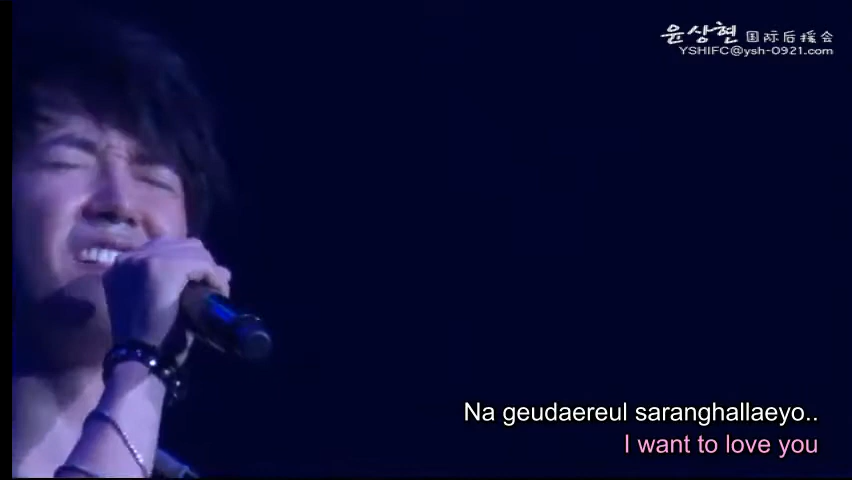 윤상현 国际后援会
YSHIFC@ysh-0921.com
Na geudaereul saranghallaeyo..
I want to love you